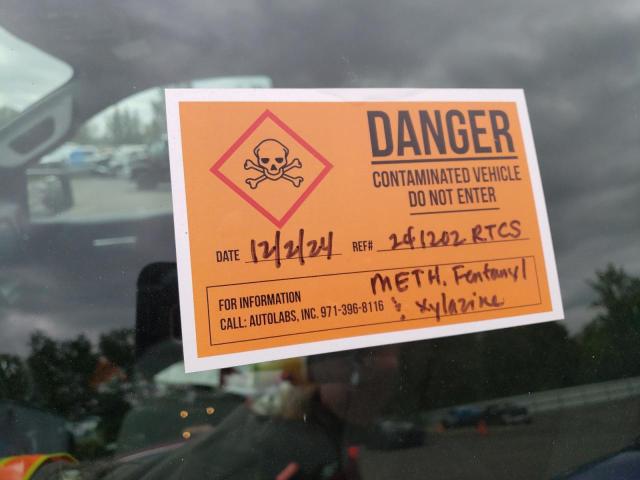 DANGER
CONTAMINATED VEHICLE
DO NOT ENTER
DATE 12/2/24 REF# 241202 RTCS
FOR INFORMATION
CALL: AUTOLABS, INC. 971-396-8116
METH, Fentanyl
& Xylazine